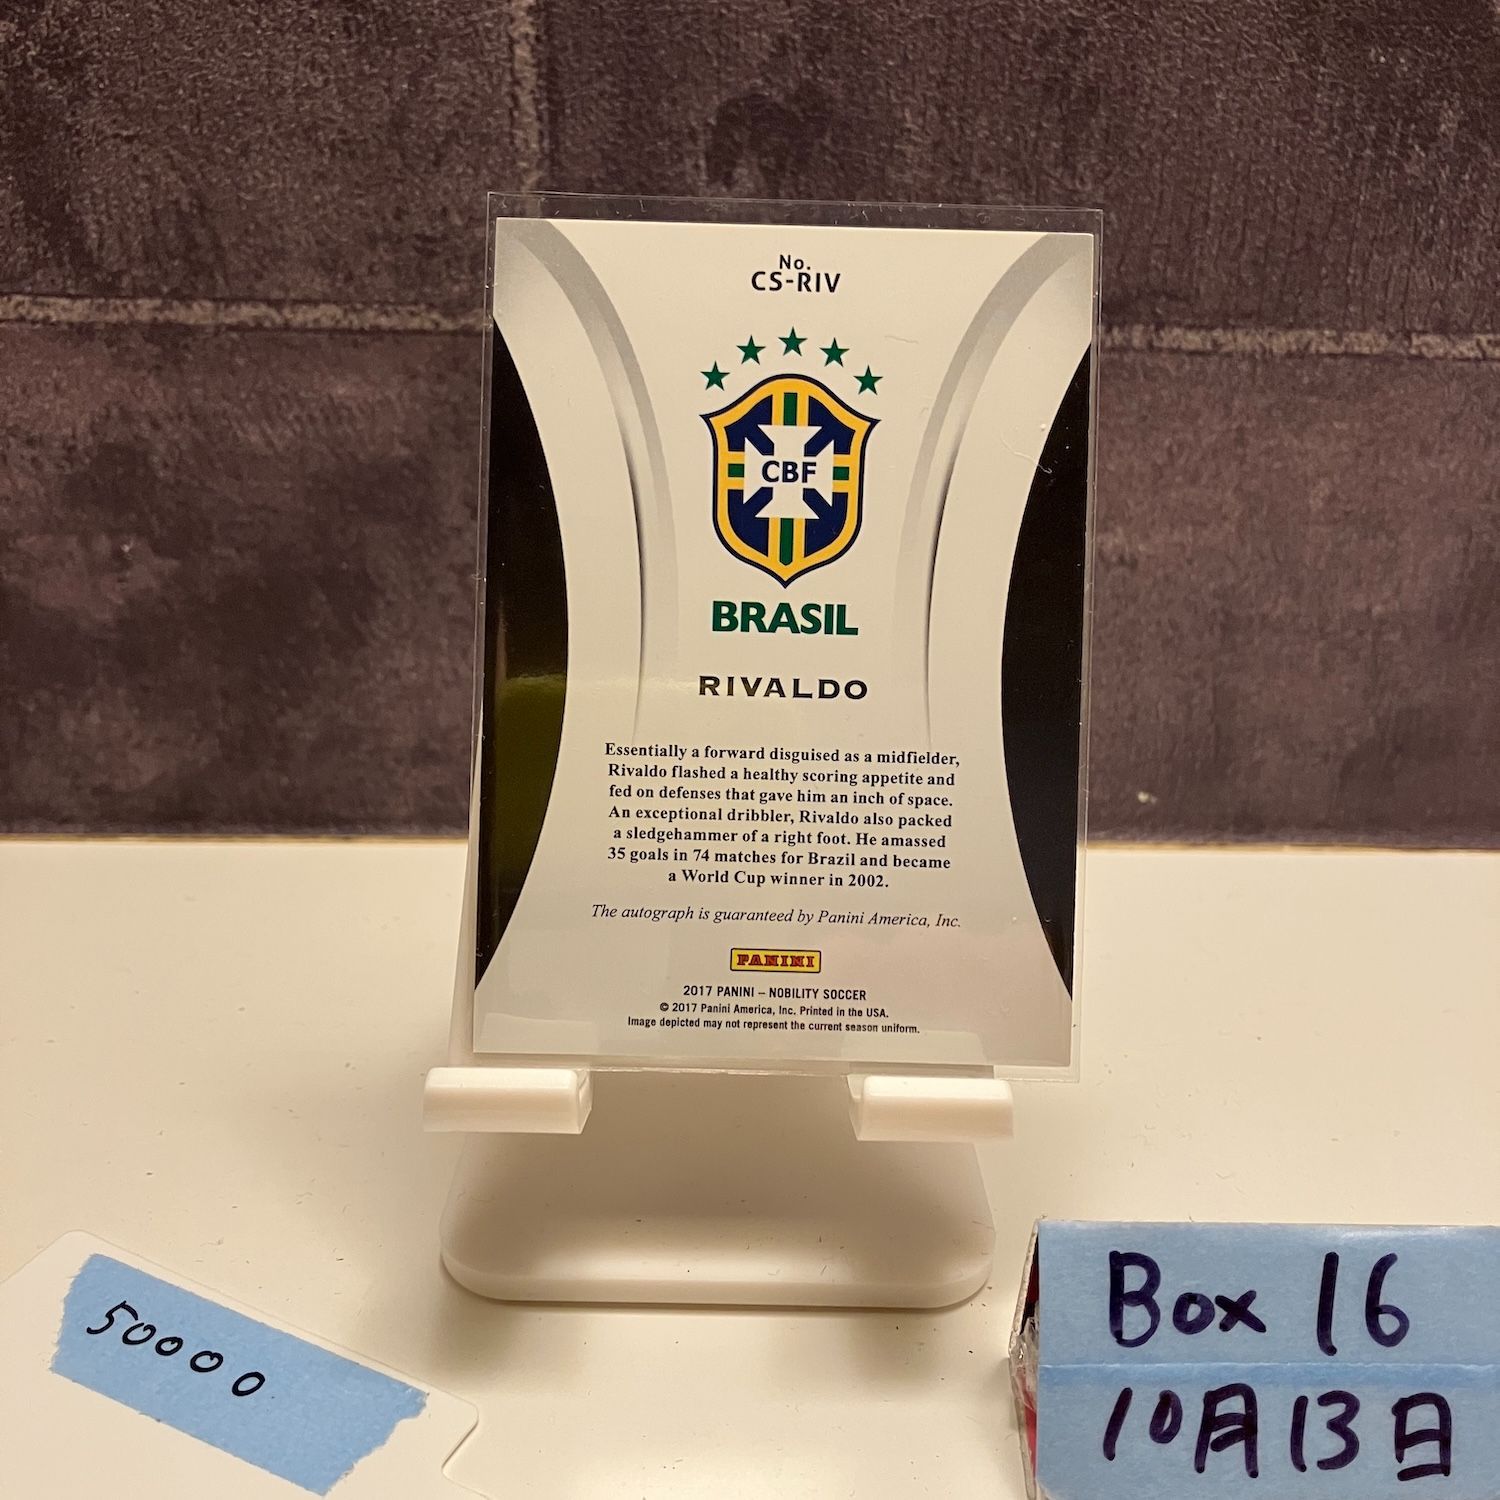 No.
CS-RIV
CBF
BRASIL
RIVALDO
Essentially a forward disguised as a midfielder,
Rivaldo flashed a healthy scoring appetite and
fed on defenses that gave him an inch of space.
An exceptional dribbler, Rivaldo also packed
a sledgehammer of a right foot. He amassed
35 goals in 74 matches for Brazil and became
a World Cup winner in 2002.
The autograph is guaranteed by Panini America, Inc.
PANINI
2017 PANINI – NOBILITY SOCCER
© 2017 Panini America, Inc. Printed in the USA.
Image depicted may not represent the current season uniform.
50000
Box 16
10月13日